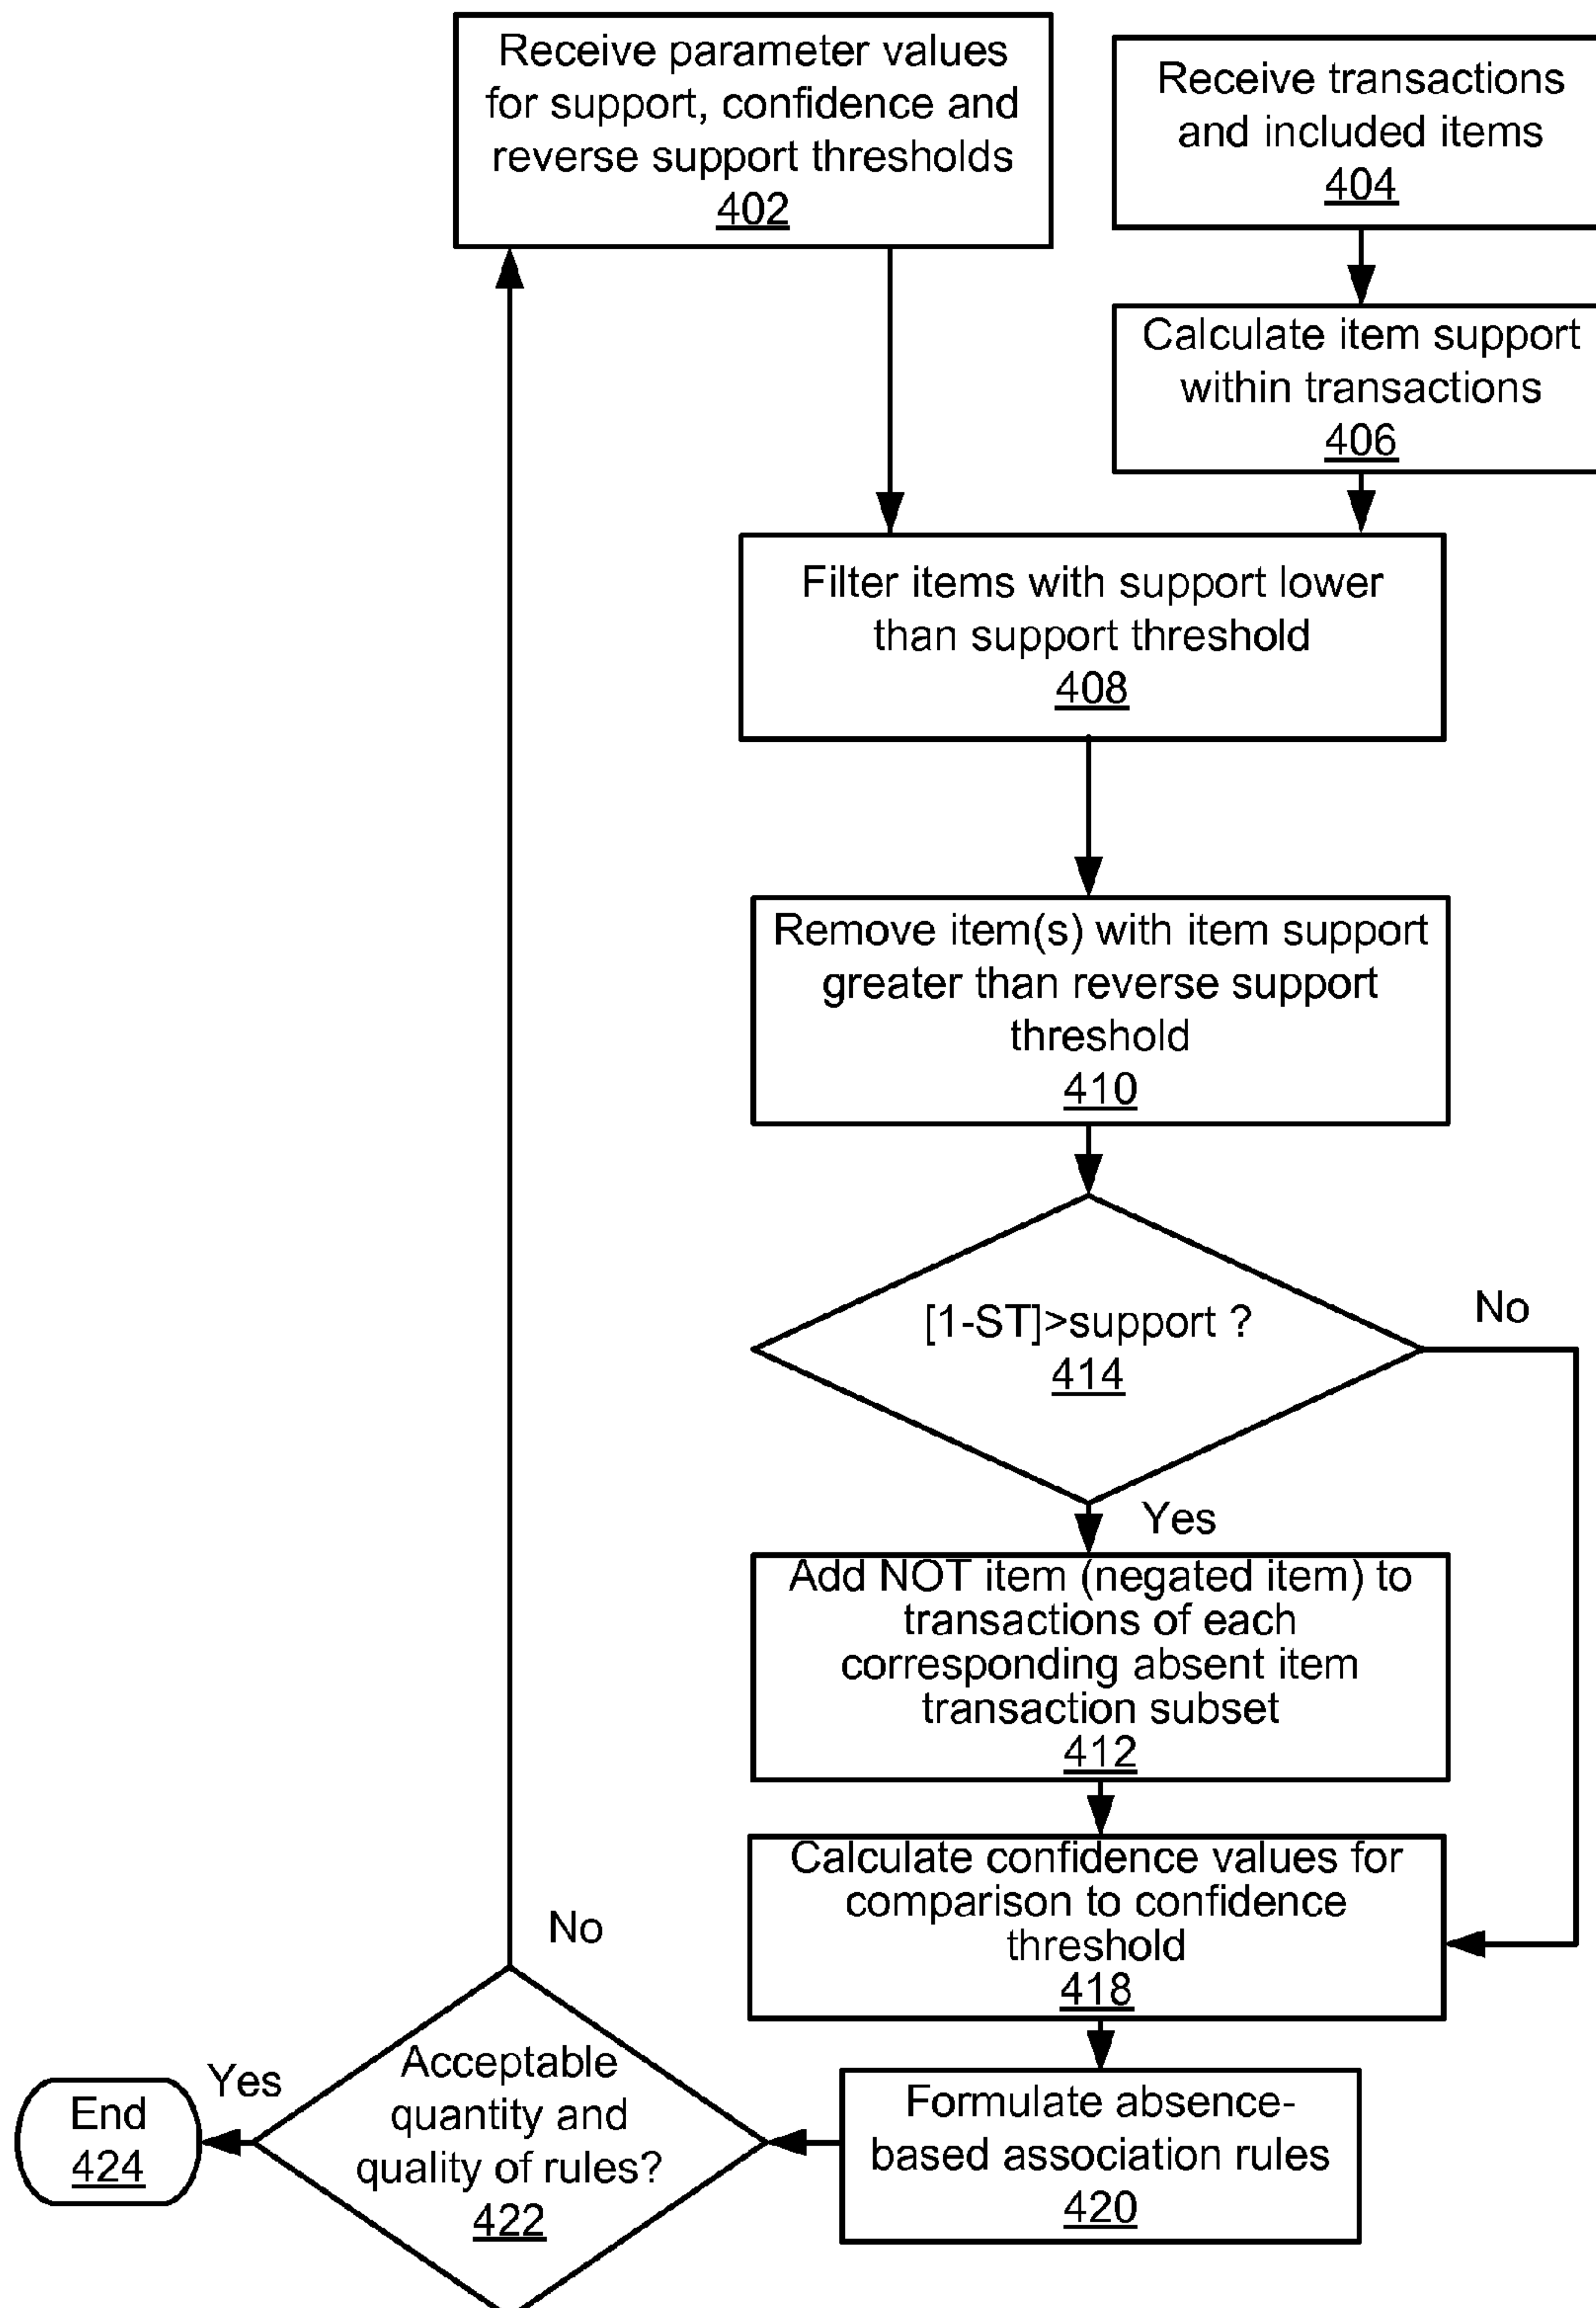 Receive parameter values
for support, confidence and
reverse support thresholds
402
Receive transactions
and included items
404
Calculate item support
within transactions
406
Filter items with support lower
than support threshold
408
Remove item(s) with item support
greater than reverse support
threshold
410
[1-ST]>support ?
414
No
Yes
Add NOT item (negated item) to
transactions of each
corresponding absent item
transaction subset
412
Calculate confidence values for
comparison to confidence
threshold
418
Formulate absence-
based association rules
420
Acceptable
quantity and
quality of rules?
422
No
Yes
End
424